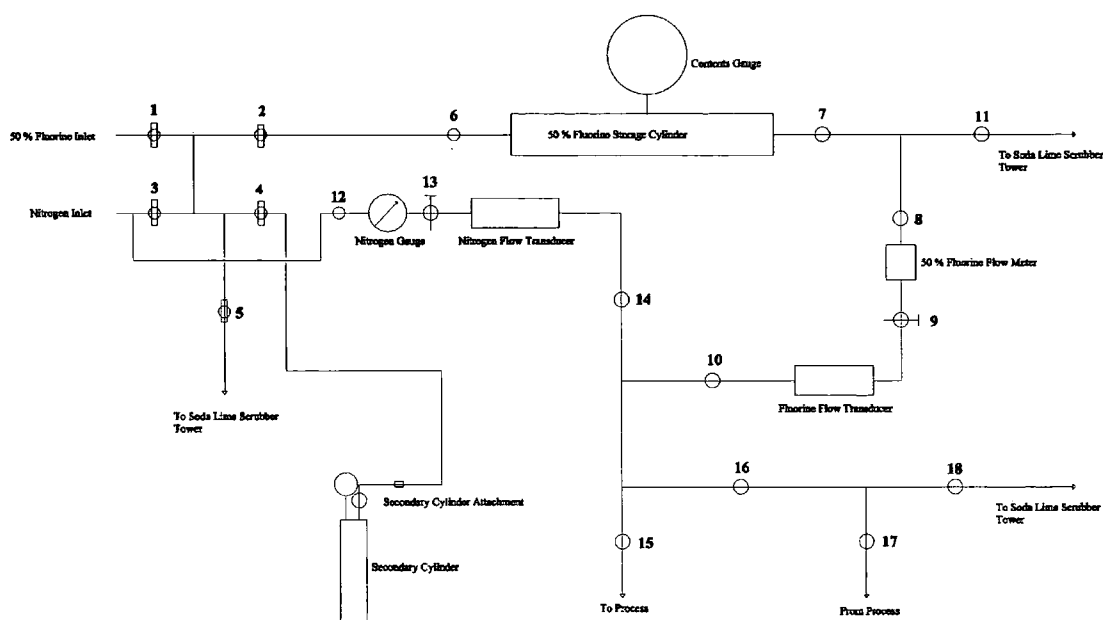 Contents Gauge
1
2
6
7
11
50 % Fluorine Inlet
50 % Fluorine Storage Cylinder
To Soda Lime Scrubber
Tower
3
4
12
13
Nitrogen Inlet
8
Nitrogen Gauge
Nitrogen Flow Transducer
50 % Fluorine Flow Meter
14
5
9
10
To Soda Lime Scrubber
Tower
Fluorine Flow Transducer
16
18
Secondary Cylinder Attachment
To Soda Lime Scrubber
Tower
15
17
Secondary Cylinder
To Process
From Process